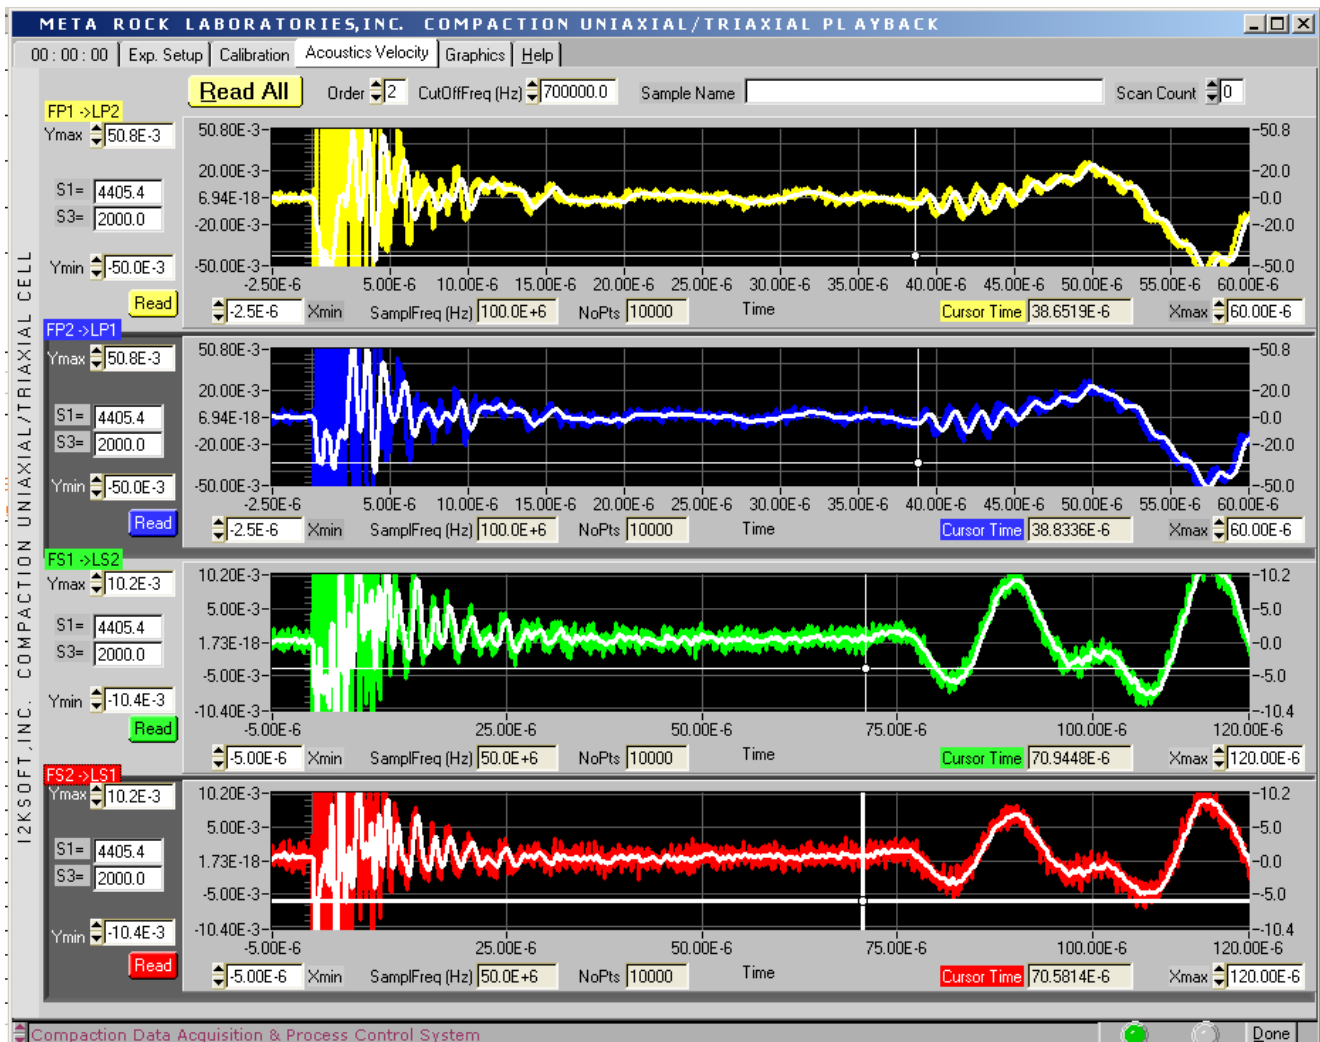 META ROCK LABORATORIES,INC. COMPACTION UNIAXIAL/TRIAXIAL PLAYBACK
00:00:00 Exp. Setup Calibration Acoustics Velocity Graphics Help
Read All Order 2 CutOffFreq (Hz) 700000.0 Sample Name Scan Count 0
FP1 ->LP2
Ymax 50.8E-3 50.80E-3 50.8
20.00E-3 20.0
S1= 4405.4 6.94E-18 0.0
S3= 2000.0 -20.00E-3 -20.0
Ymin -50.0E-3 -50.00E-3 -50.0
-2.50E-6 5.00E-6 10.00E-6 15.00E-6 20.00E-6 25.00E-6 30.00E-6 35.00E-6 40.00E-6 45.00E-6 50.00E-6 55.00E-6 60.00E-6
Read -2.5E-6 Xmin SamplFreq (Hz) 100.0E+6 NoPts 10000 Time Cursor Time 38.6519E-6 Xmax 60.00E-6
FP2 ->LP1
Ymax 50.8E-3 50.80E-3 50.8
20.00E-3 20.0
S1= 4405.4 6.94E-18 0.0
S3= 2000.0 -20.00E-3 -20.0
Ymin -50.0E-3 -50.00E-3 -50.0
-2.50E-6 5.00E-6 10.00E-6 15.00E-6 20.00E-6 25.00E-6 30.00E-6 35.00E-6 40.00E-6 45.00E-6 50.00E-6 55.00E-6 60.00E-6
Read -2.5E-6 Xmin SamplFreq (Hz) 100.0E+6 NoPts 10000 Time Cursor Time 38.8336E-6 Xmax 60.00E-6
FS1 ->LS2
Ymax 10.2E-3 10.20E-3 10.2
5.00E-3 5.0
S1= 4405.4 1.73E-18 0.0
S3= 2000.0 -5.00E-3 -5.0
Ymin -10.4E-3 -10.40E-3 -10.4
-5.00E-6 25.00E-6 50.00E-6 75.00E-6 100.00E-6 120.00E-6
Read -5.00E-6 Xmin SamplFreq (Hz) 50.0E+6 NoPts 10000 Time Cursor Time 70.9448E-6 Xmax 120.00E-6
FS2 ->LS1
Ymax 10.2E-3 10.20E-3 10.2
5.00E-3 5.0
S1= 4405.4 1.73E-18 0.0
S3= 2000.0 -5.00E-3 -5.0
Ymin -10.4E-3 -10.40E-3 -10.4
-5.00E-6 25.00E-6 50.00E-6 75.00E-6 100.00E-6 120.00E-6
Read -5.00E-6 Xmin SamplFreq (Hz) 50.0E+6 NoPts 10000 Time Cursor Time 70.5814E-6 Xmax 120.00E-6
I2KSOFT,INC. COMPACTION UNIAXIAL/TRIAXIAL CELL
Compaction Data Acquisition & Process Control System Done